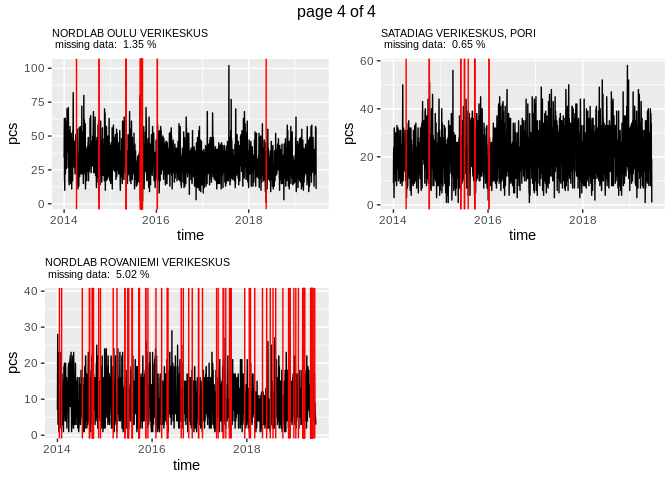 page 4 of 4
NORDLAB OULU VERIKESKUS
missing data: 1.35 %
100
75
50
25
0
pcs
2014
2016
2018
time
SATADIAG VERIKESKUS, PORI
missing data: 0.65 %
60
40
20
0
pcs
2014
2016
2018
time
NORDLAB ROVANIEMI VERIKESKUS
missing data: 5.02 %
40
30
20
10
0
pcs
2014
2016
2018
time